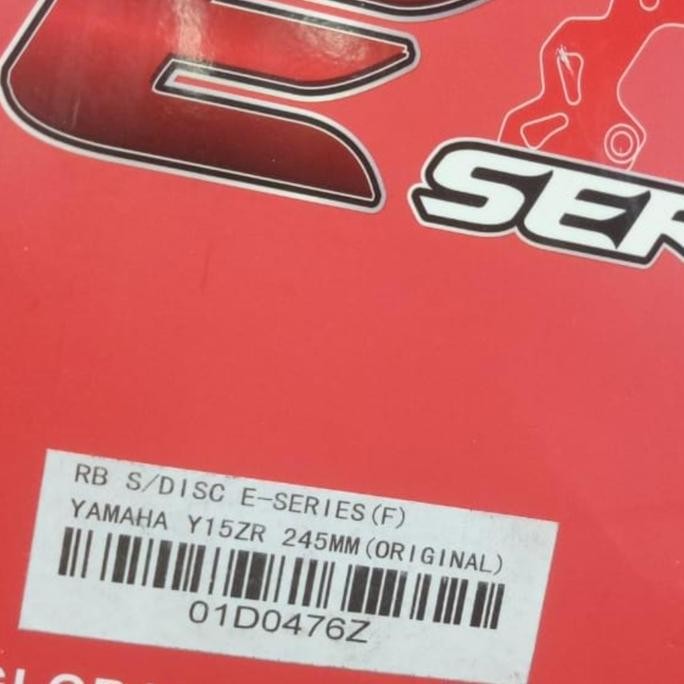 E
SER
RB S/DISC E-SERIES(F)
YAMAHA Y15ZR 245MM(ORIGINAL)
01D0476Z